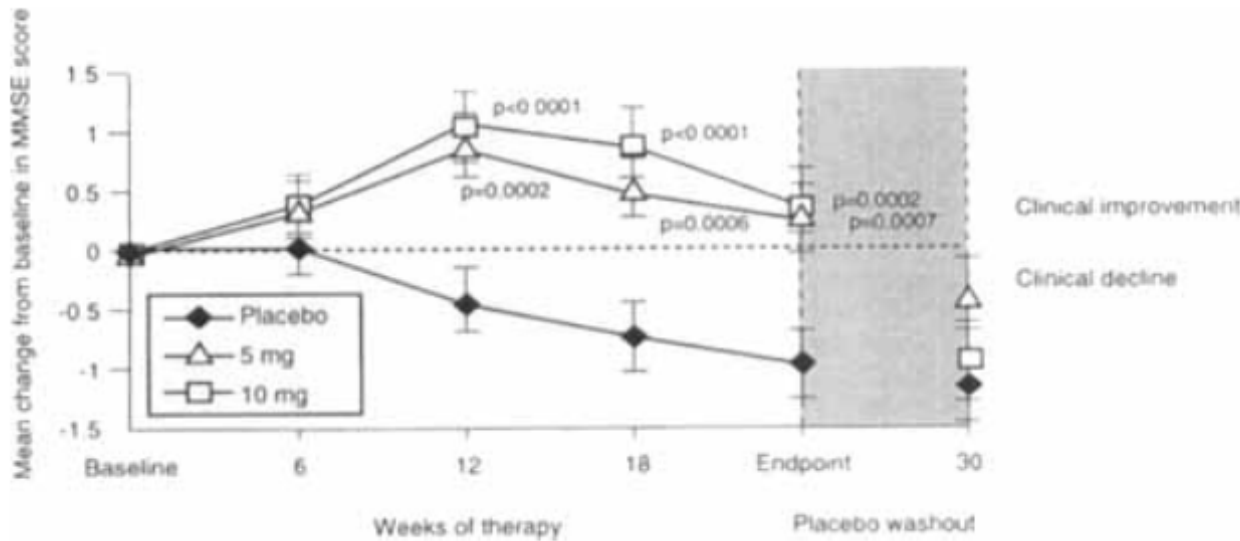 Mean change from baseline in MMSE score
1 5
1
0.5
0
-0.5
-1
-1.5
p<0 0001
p<0.0001
p=0.0002
p=0.0006
p=0.0002
p=0.0007
Clinical improvement
Clinical decline
Placebo
5 mg
10 mg
Baseline
6
12
18
Endpoint
30
Weeks of therapy
Placebo washout